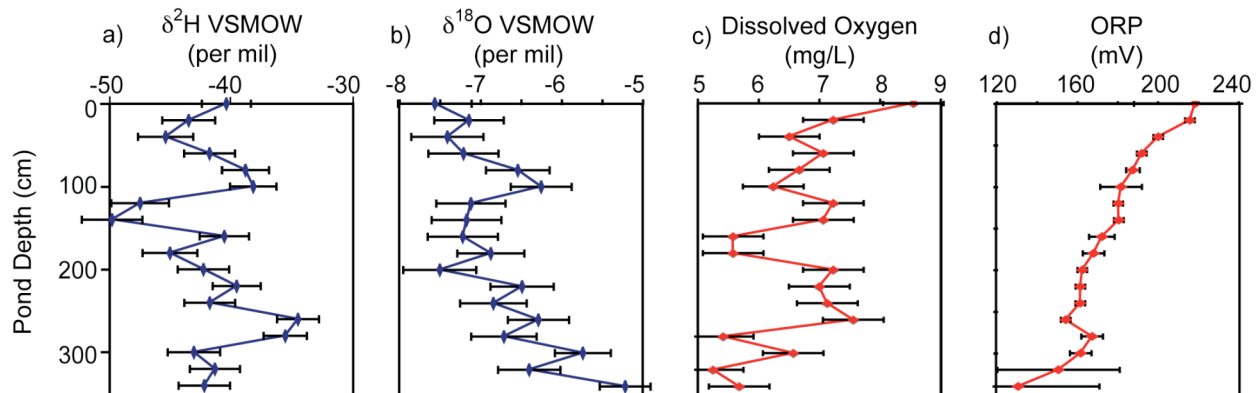 a)
δ²H VSMOW
(per mil)
-50 -40 -30
b)
δ¹⁸O VSMOW
(per mil)
-8 -7 -6 -5
c)
Dissolved Oxygen
(mg/L)
5 6 7 8 9
d)
ORP
(mV)
120 160 200 240
Pond Depth (cm)
0
100
200
300